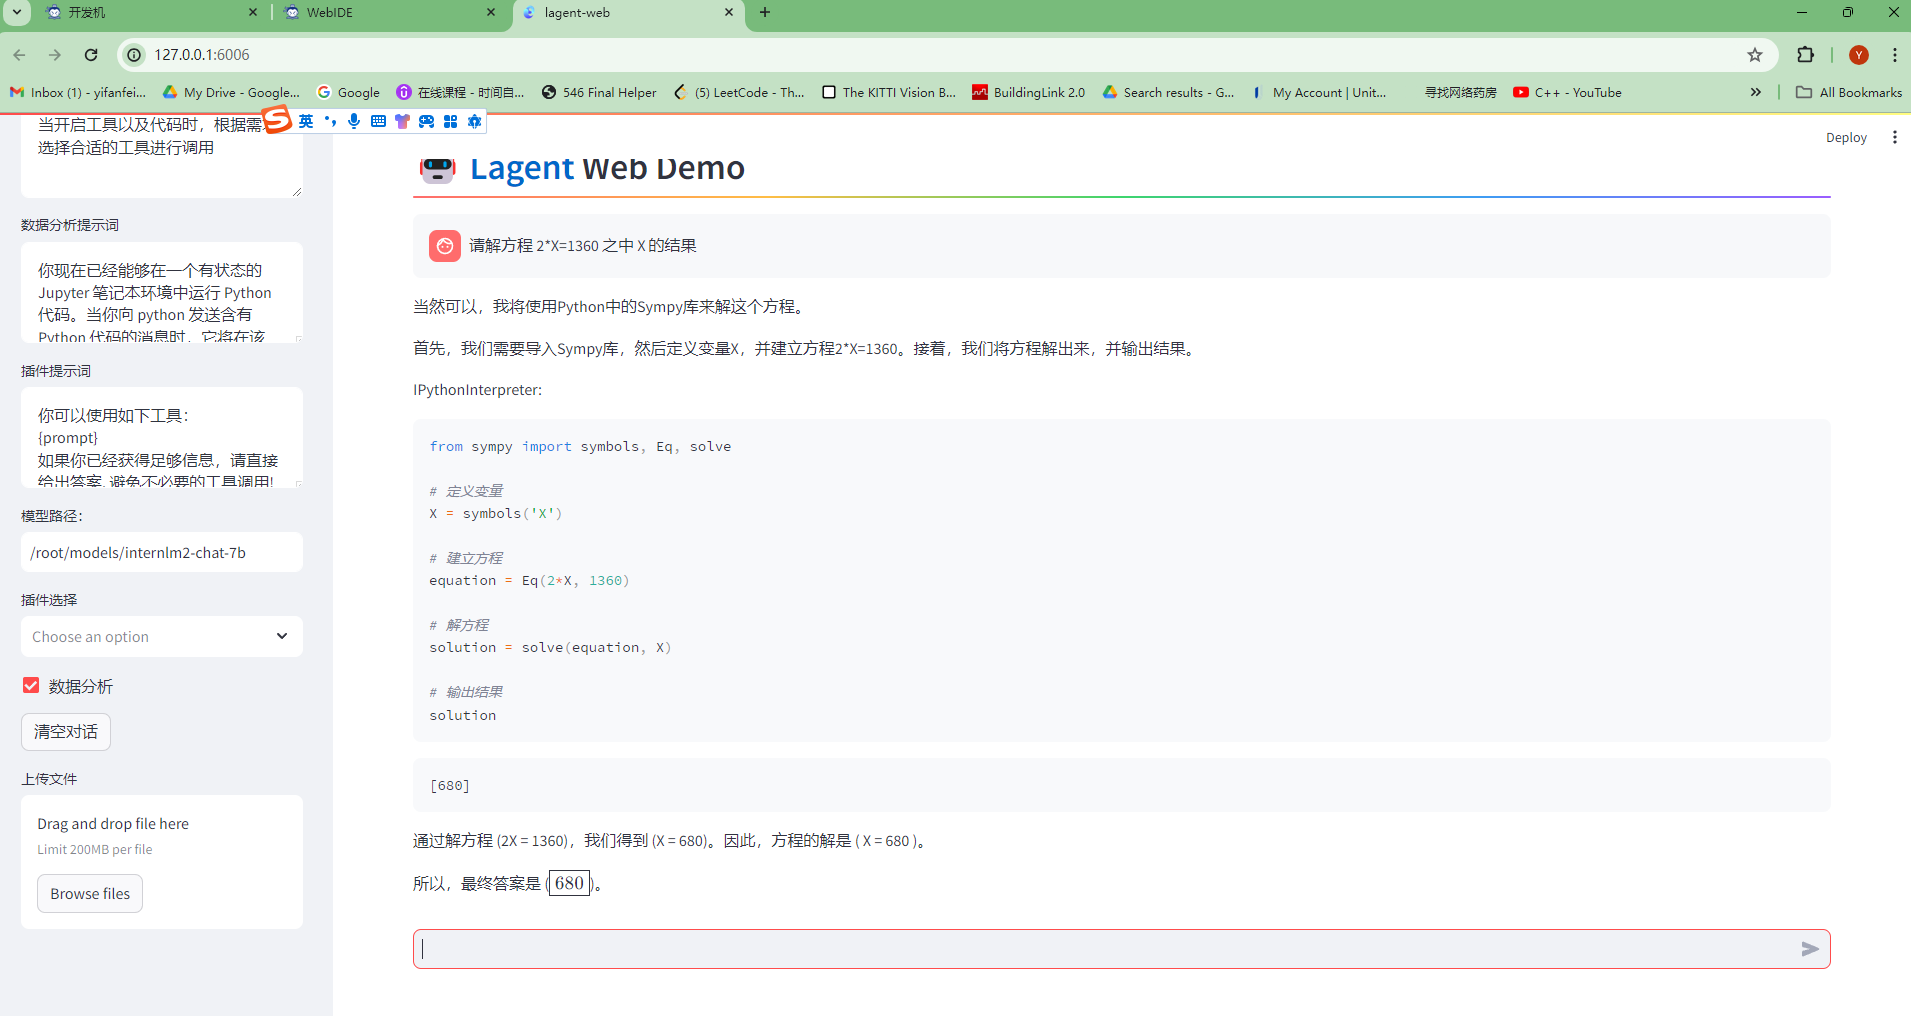 开发机
WebIDE
lagent-web
127.0.0.1:6006
Y
Inbox (1) - yifanfei...
My Drive - Google...
Google
在线课程 - 时间自...
546 Final Helper
(5) LeetCode - Th...
The KITTI Vision B...
BuildingLink 2.0
Search results - G...
My Account | Unit...
寻找网络药房
C++ - YouTube
All Bookmarks
英
当开启工具以及代码时，根据需
选择合适的工具进行调用
数据分析提示词
你现在已经能够在一个有状态的
Jupyter 笔记本环境中运行 Python
代码。当你向 python 发送含有
Python 代码的消息时，它将在该
插件提示词
你可以使用如下工具：
{prompt}
如果你已经获得足够信息，请直接
给出答案. 避免不必要的工具调用!
模型路径：
/root/models/internlm2-chat-7b
插件选择
Choose an option
数据分析
清空对话
上传文件
Drag and drop file here
Limit 200MB per file
Browse files
Deploy
Lagent Web Demo
请解方程 2*X=1360 之中 X 的结果
当然可以，我将使用Python中的Sympy库来解这个方程。
首先，我们需要导入Sympy库，然后定义变量X，并建立方程2*X=1360。接着，我们将方程解出来，并输出结果。
IPythonInterpreter:
from sympy import symbols, Eq, solve
# 定义变量
X = symbols('X')
# 建立方程
equation = Eq(2*X, 1360)
# 解方程
solution = solve(equation, X)
# 输出结果
solution
[680]
通过解方程 (2X = 1360)，我们得到 (X = 680)。因此，方程的解是 ( X = 680 )。
所以，最终答案是 (680)。